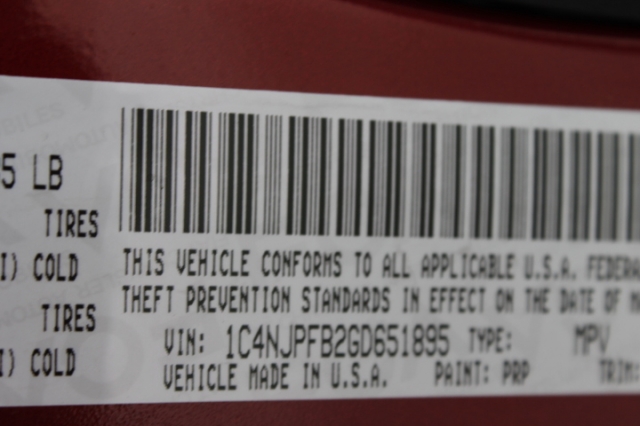 5 LB
TIRES
I) COLD
TIRES
I) COLD
THIS VEHICLE CONFORMS TO ALL APPLICABLE U.S.A. FEDERA
THEFT PREVENTION STANDARDS IN EFFECT ON THE DATE OF
VIN: 1C4NJPFB2GD651895 TYPE: MPV
VEHICLE MADE IN U.S.A. PAINT: PRP TRIM: